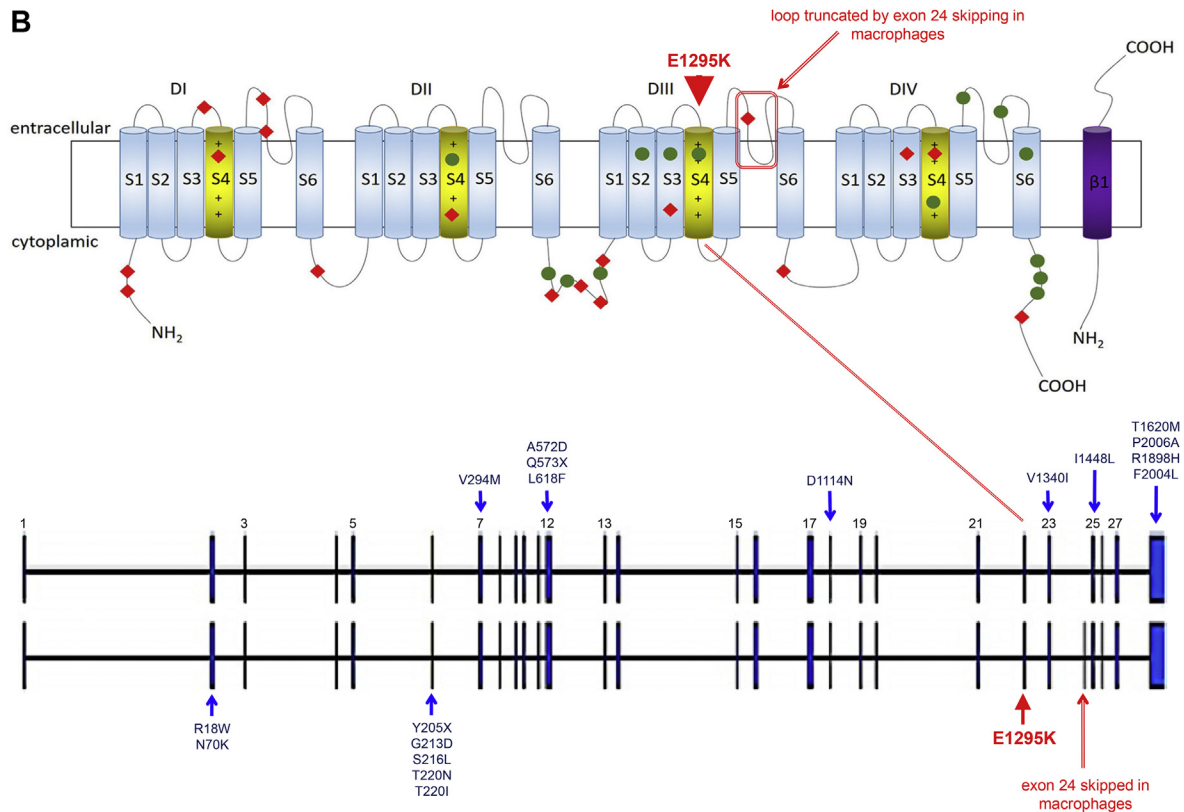 B
loop truncated by exon 24 skipping in
macrophages
E1295K
COOH
DI
DII
DIII
DIV
entracellular
+ + + +
S1 S2 S3 S4 S5 S6
+ + +
S1 S2 S3 S4 S5 S6
+ + + +
S1 S2 S3 S4 S5 S6
+ + + +
S1 S2 S3 S4 S5 S6
β1
cytoplamic
NH2
NH2
COOH
A572D
Q573X
L618F
V294M
D1114N
V1340I
I1448L
T1620M
P2006A
R1898H
F2004L
1 3 5 7 12 13 15 17 19 21 23 25 27
R18W
N70K
Y205X
G213D
S216L
T220N
T220I
E1295K
exon 24 skipped in
macrophages